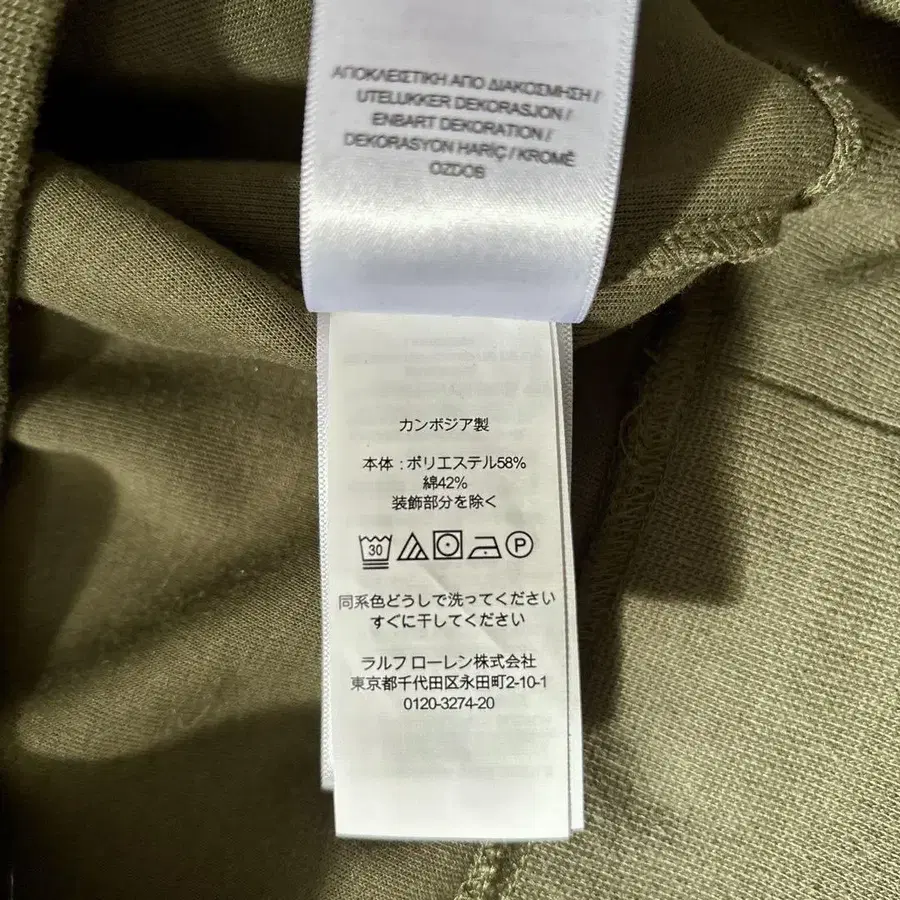 ΑΠΟΚΛΕΙΣΤΙΚΗ ΑΠΟ ΔΙΑΚΟΣΜΗΣΗ /
UTELUKKER DEKORASJON /
ENBART DEKORATION /
DEKORASYON HARİÇ / KROMĚ
OZDOB
カンボジア製
本体 : ポリエステル58%
綿42%
装飾部分を除く
30
P
同系色どうしで洗ってください
すぐに干してください
ラルフ ローレン株式会社
東京都千代田区永田町2-10-1
0120-3274-20